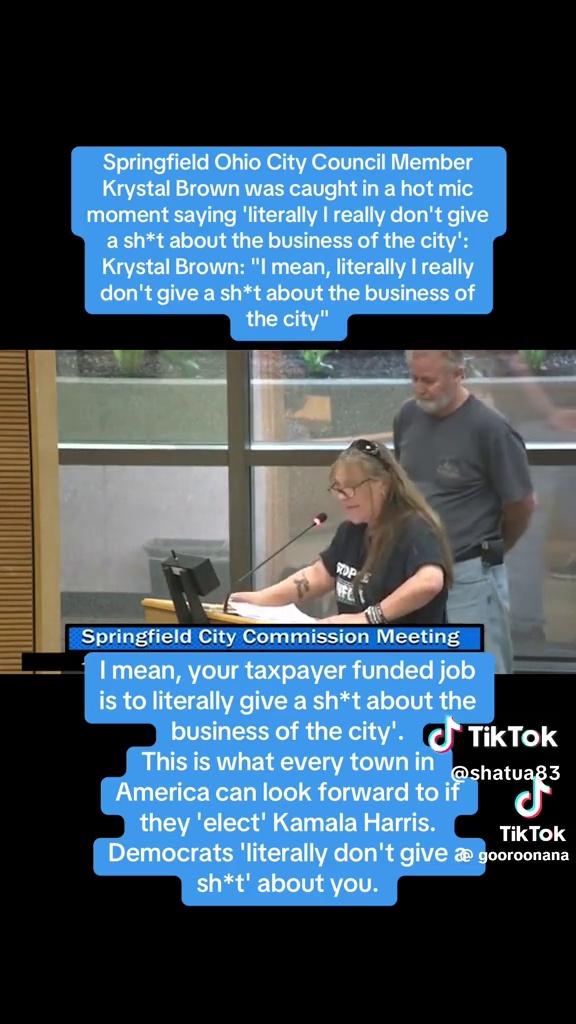 Springfield Ohio City Council Member
Krystal Brown was caught in a hot mic
moment saying 'literally I really don't give
a sh*t about the business of the city':
Krystal Brown: "I mean, literally I really
don't give a sh*t about the business of
the city"
Springfield City Commission Meeting
I mean, your taxpayer funded job
is to literally give a sh*t about the
business of the city'.
This is what every town in
America can look forward to if
they 'elect' Kamala Harris.
Democrats 'literally don't give a
sh*t' about you.
TikTok
@shatua83
TikTok
@gooroonana